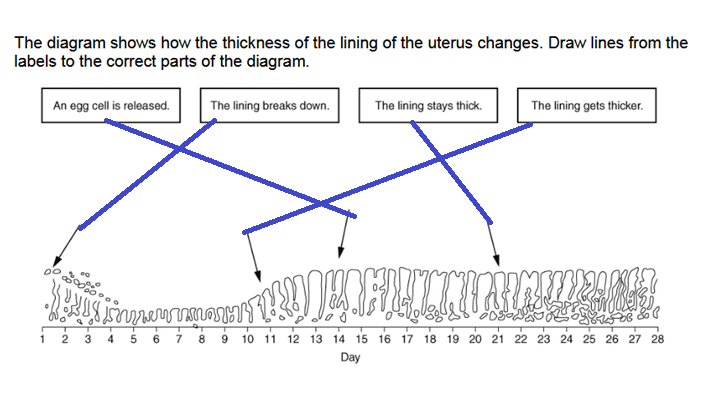 The diagram shows how the thickness of the lining of the uterus changes. Draw lines from the
labels to the correct parts of the diagram.
An egg cell is released. The lining breaks down. The lining stays thick. The lining gets thicker.
1 2 3 4 5 6 7 8 9 10 11 12 13 14 15 16 17 18 19 20 21 22 23 24 25 26 27 28
Day